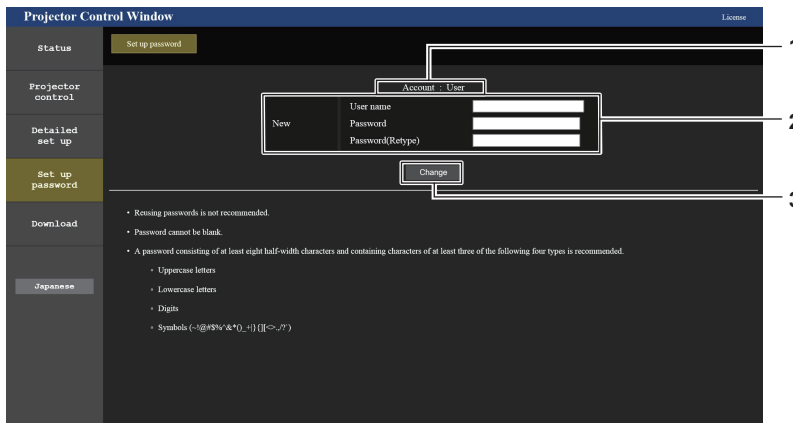 Projector Control Window
License
Status
Set up password
1
Projector
control
Account : User
New
User name
Password
Password(Retype)
2
Detailed
set up
Change
3
Set up
password
Download
Japanese
• Reusing passwords is not recommended.
• Password cannot be blank.
• A password consisting of at least eight half-width characters and containing characters of at least three of the following four types is recommended.
◦ Uppercase letters
◦ Lowercase letters
◦ Digits
◦ Symbols (~!@#$%^&*()_+|}{][<>.,/?`)